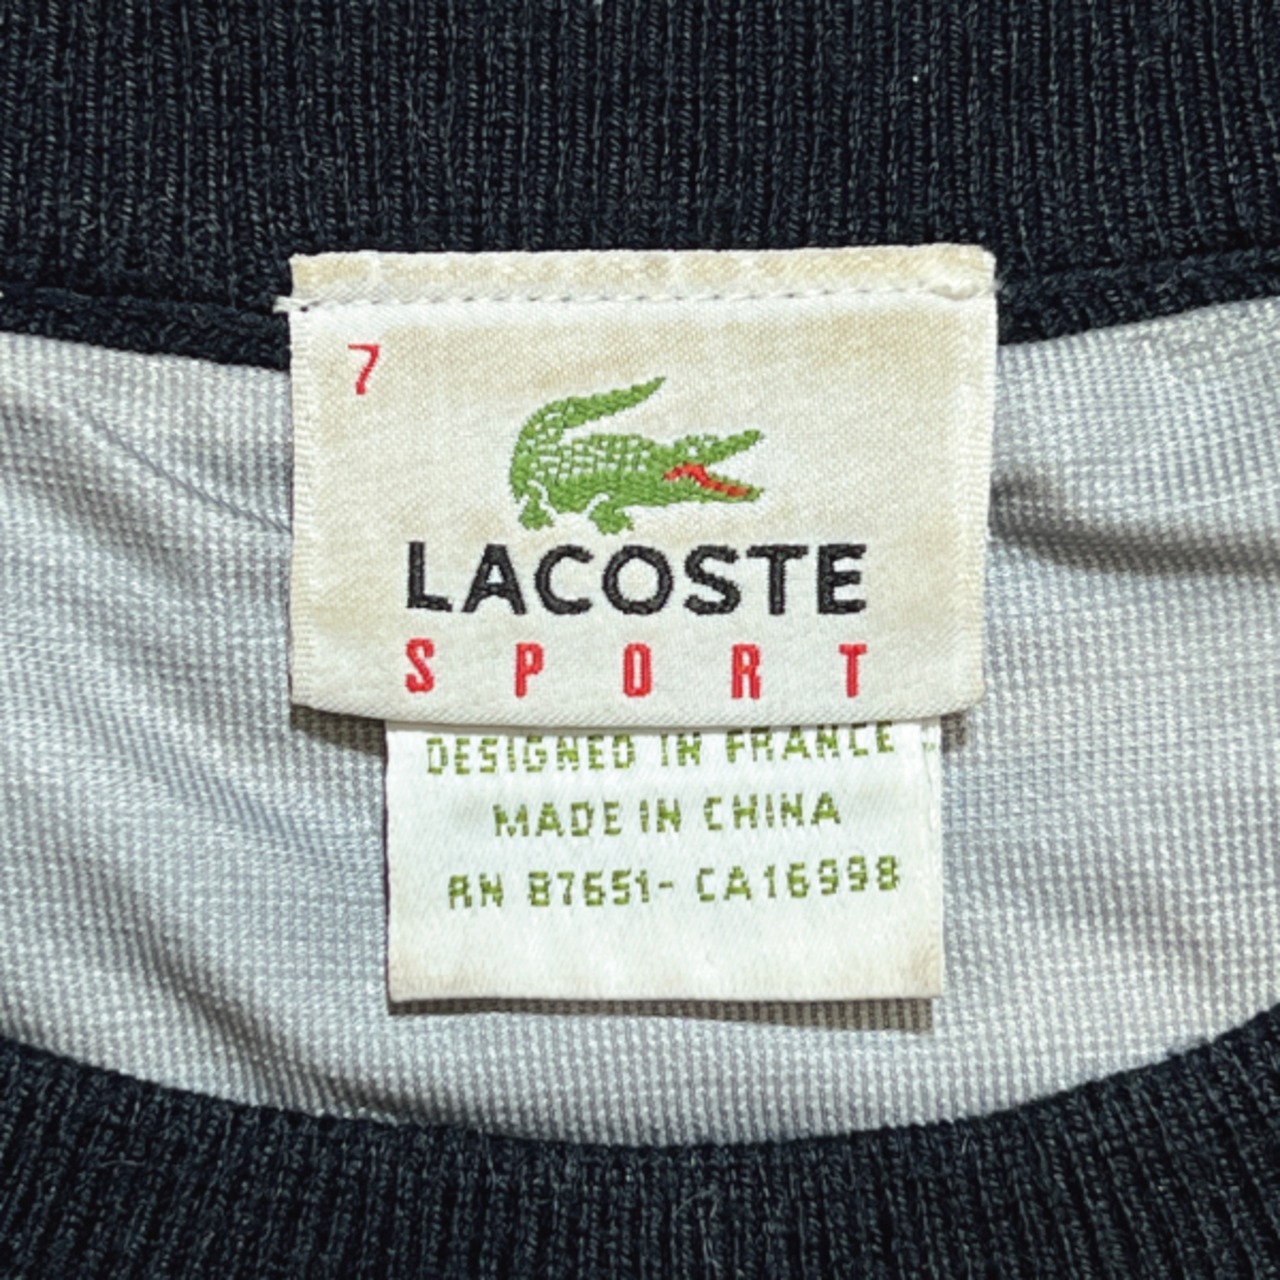 7
LACOSTE
SPORT
DESIGNED IN FRANCE
MADE IN CHINA
RN 87651- CA16998